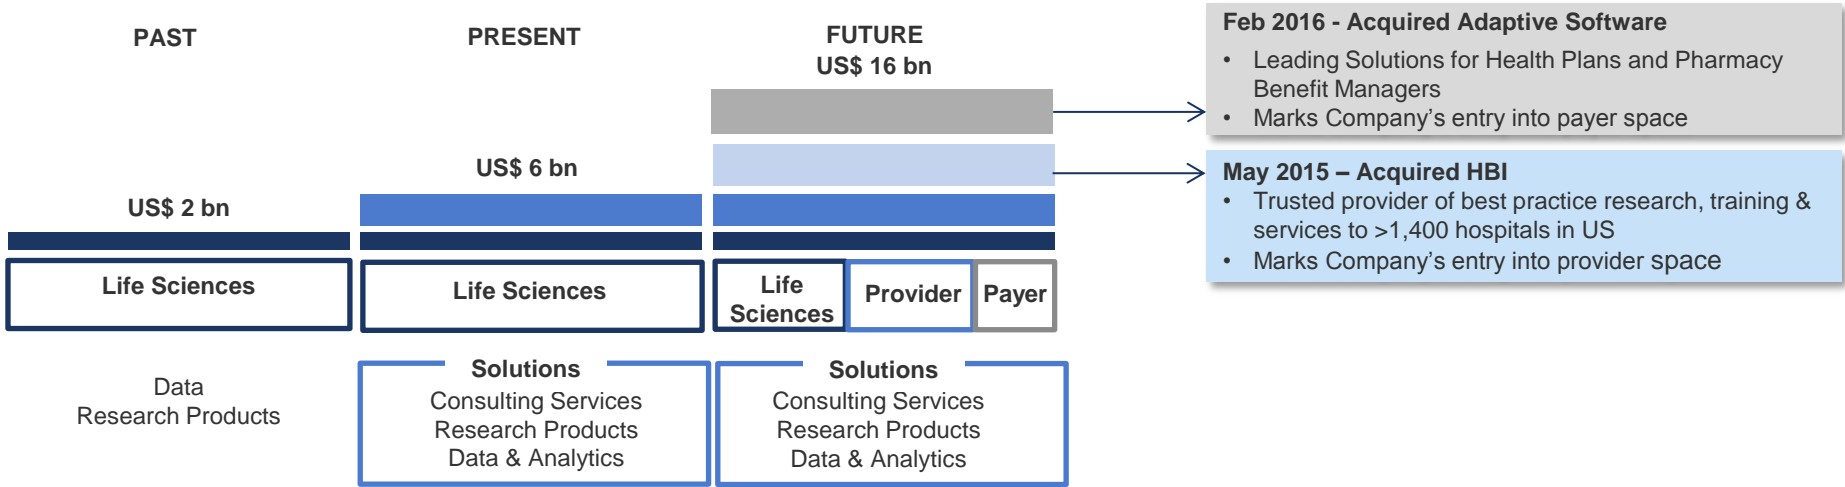 PAST
US$ 2 bn
Life Sciences
Data
Research Products
PRESENT
US$ 6 bn
Life Sciences
Solutions
Consulting Services
Research Products
Data & Analytics
FUTURE
US$ 16 bn
Life
Sciences
Provider
Payer
Solutions
Consulting Services
Research Products
Data & Analytics
Feb 2016 - Acquired Adaptive Software
• Leading Solutions for Health Plans and Pharmacy
Benefit Managers
• Marks Company’s entry into payer space
May 2015 – Acquired HBI
• Trusted provider of best practice research, training &
services to >1,400 hospitals in US
• Marks Company’s entry into provider space